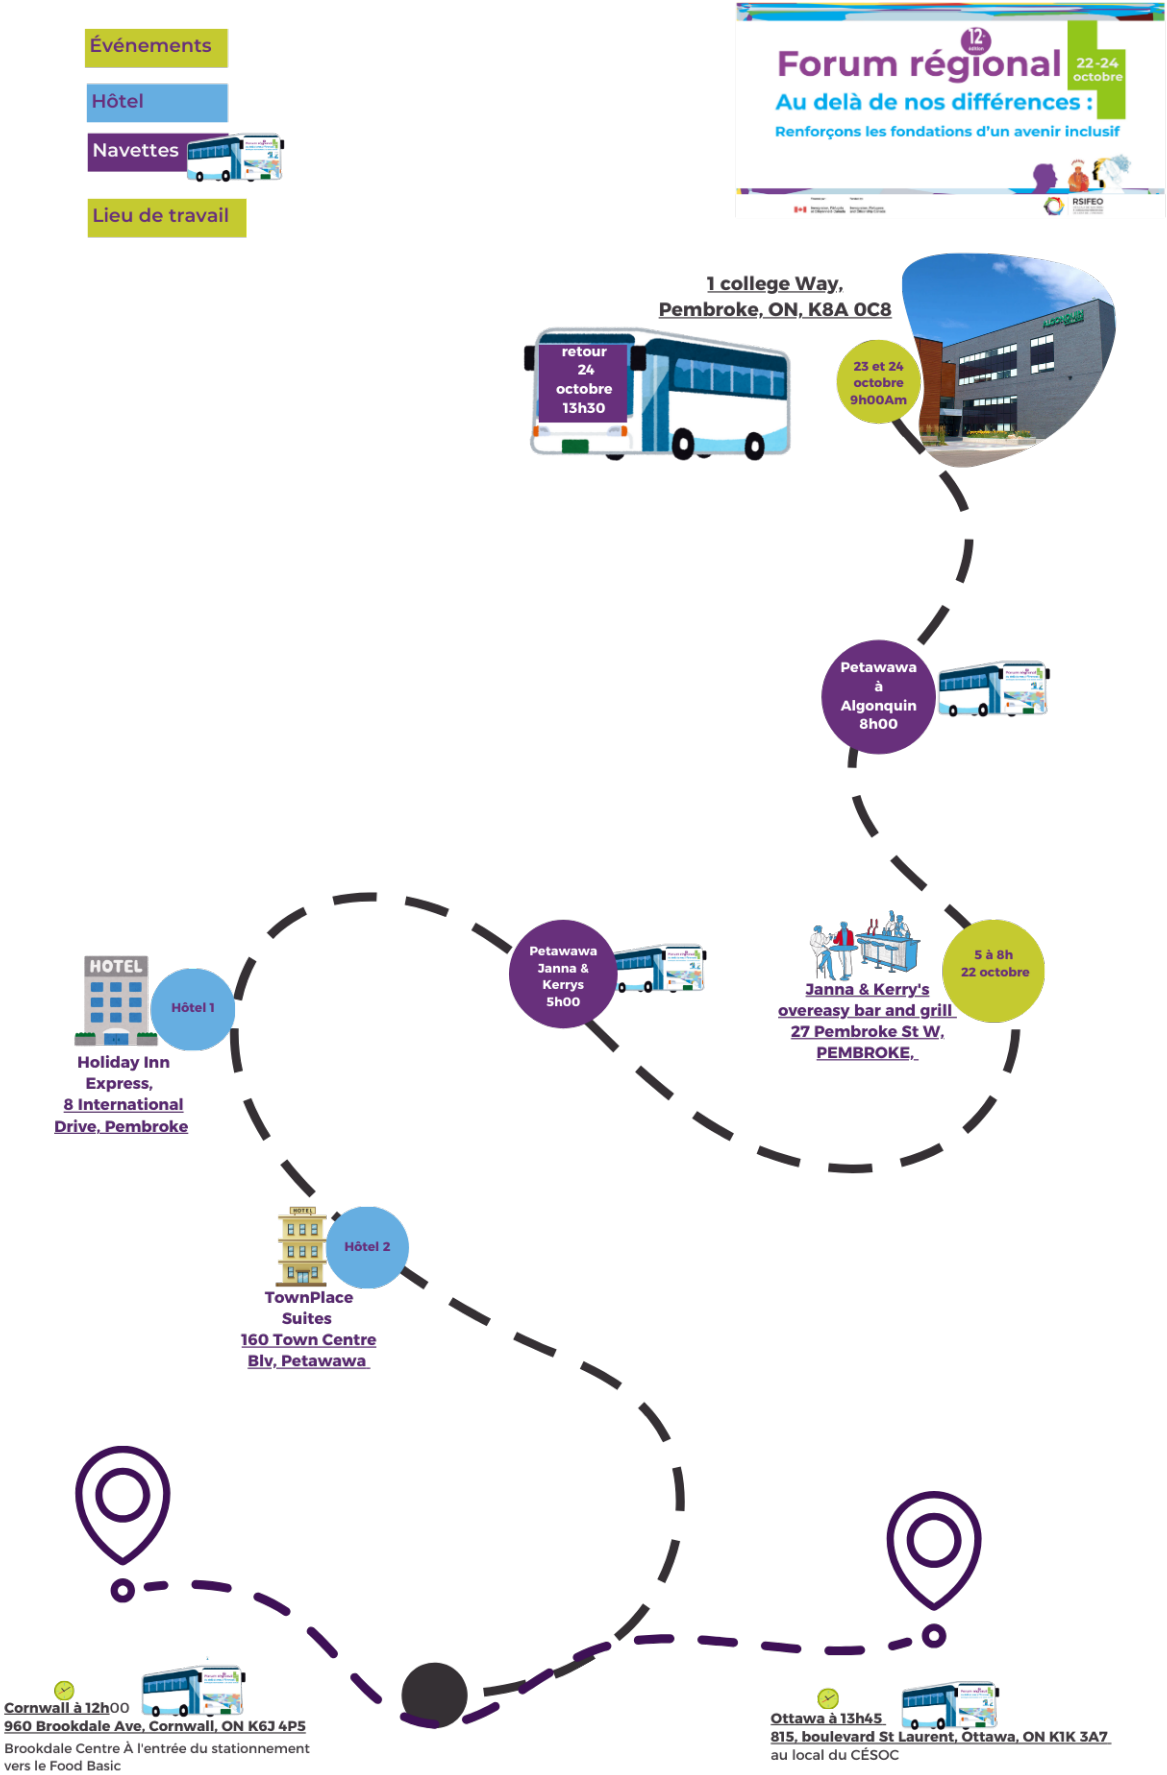 Événements
Hôtel
Navettes
Lieu de travail
12e
édition
Forum régional
22-24
octobre
Au delà de nos différences :
Renforçons les fondations d'un avenir inclusif
RSIFEO
1 college Way,
Pembroke, ON, K8A 0C8
retour
24
octobre
13h30
23 et 24
octobre
9h00Am
ALGONQUIN
Petawawa
à
Algonquin
8h00
Petawawa
Janna &
Kerrys
5h00
5 à 8h
22 octobre
Janna & Kerry's
overeasy bar and grill
27 Pembroke St W,
PEMBROKE,
HOTEL
Hôtel 1
Holiday Inn
Express,
8 International
Drive, Pembroke
HOTEL
Hôtel 2
TownPlace
Suites
160 Town Centre
Blv, Petawawa
Cornwall à 12h00
960 Brookdale Ave, Cornwall, ON K6J 4P5
Brookdale Centre À l'entrée du stationnement
vers le Food Basic
Ottawa à 13h45
815, boulevard St Laurent, Ottawa, ON K1K 3A7
au local du CÉSOC